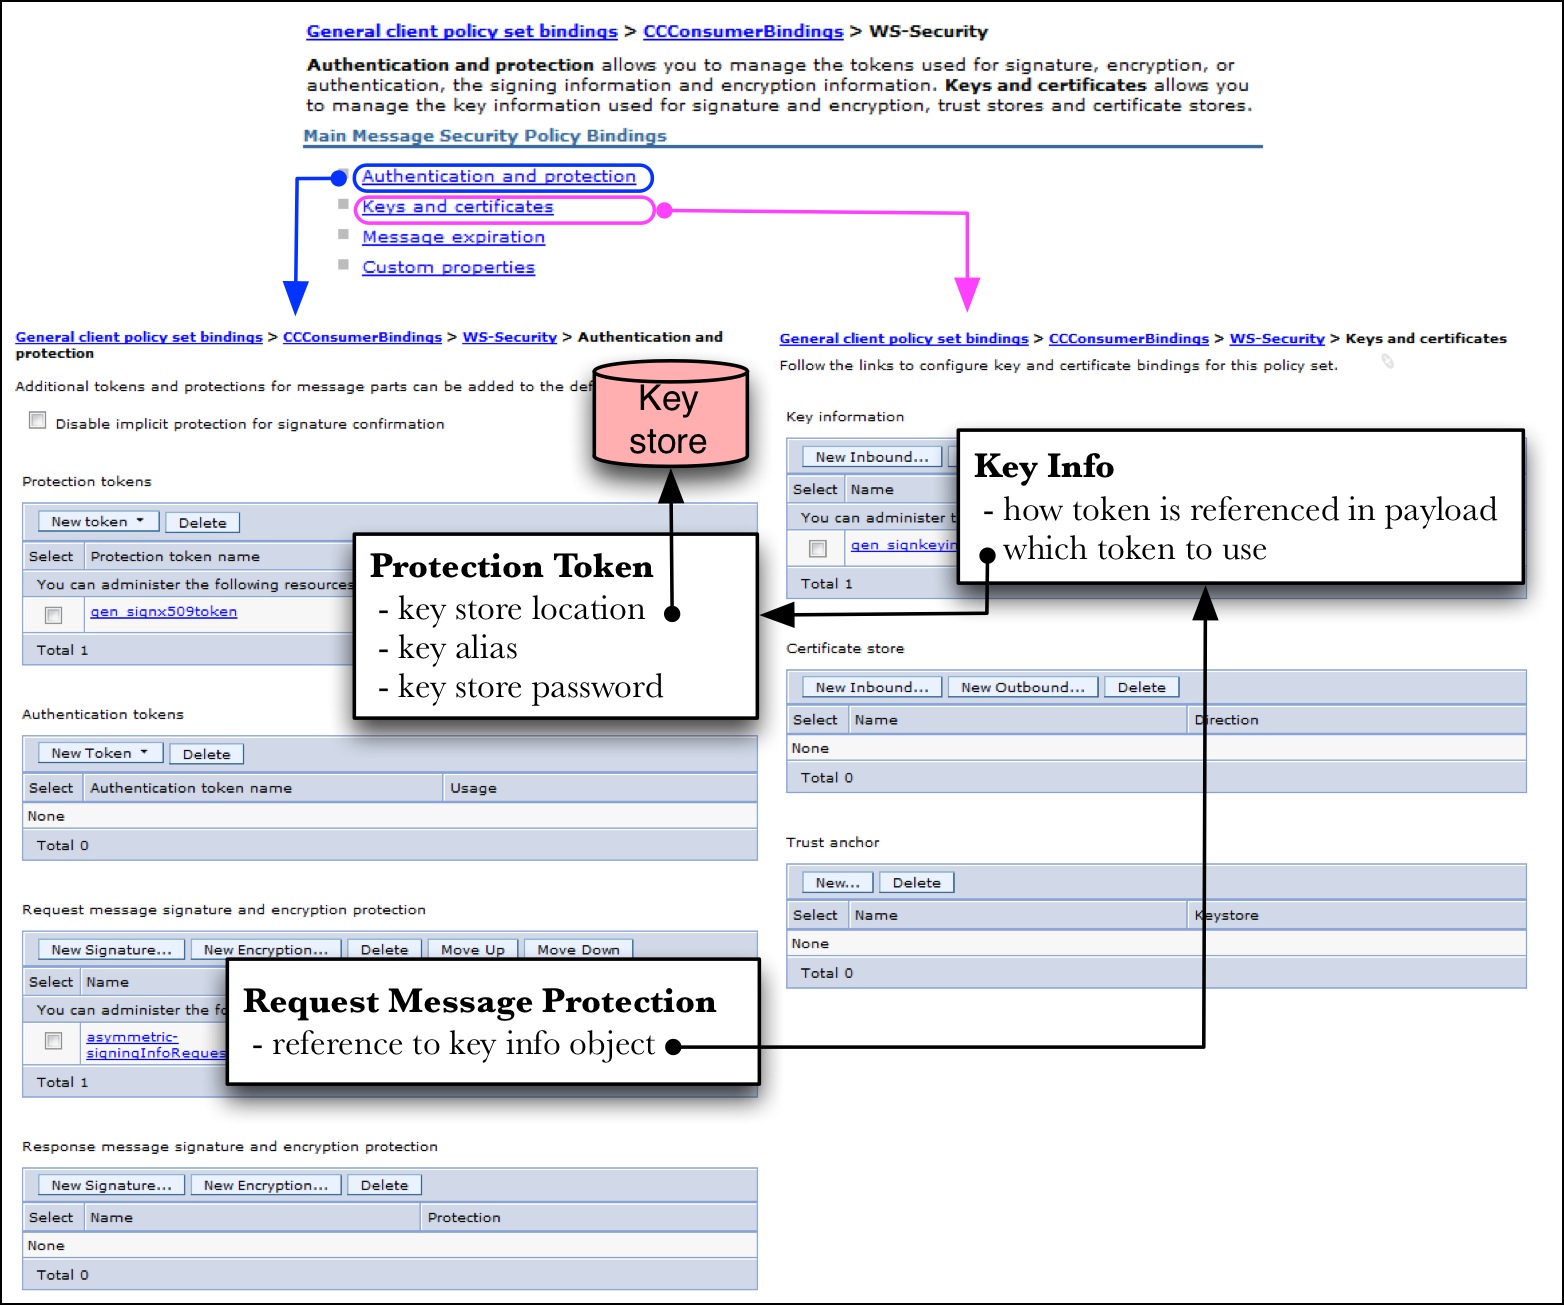 General client policy set bindings > CCConsumerBindings > WS-Security
Authentication and protection allows you to manage the tokens used for signature, encryption, or
authentication, the signing information and encryption information. Keys and certificates allows you
to manage the key information used for signature and encryption, trust stores and certificate stores.
Main Message Security Policy Bindings
Authentication and protection
Keys and certificates
Message expiration
Custom properties
General client policy set bindings > CCConsumerBindings > WS-Security > Authentication and
protection
Additional tokens and protections for message parts can be added to the def
Disable implicit protection for signature confirmation
Key
store
Protection tokens
New token Delete
Select Protection token name
You can administer the following resources
gen_signx509token
Total 1
Protection Token
- key store location
- key alias
- key store password
Authentication tokens
New Token Delete
Select Authentication token name Usage
None
Total 0
Request message signature and encryption protection
New Signature... New Encryption... Delete Move Up Move Down
Select Name
You can administer the fo
asymmetric-
signingInfoReques
Total 1
Request Message Protection
- reference to key info object
Response message signature and encryption protection
New Signature... New Encryption... Delete
Select Name Protection
None
Total 0
General client policy set bindings > CCConsumerBindings > WS-Security > Keys and certificates
Follow the links to configure key and certificate bindings for this policy set.
Key information
New Inbound...
Select Name
You can administer t
gen_signkeyin
Total 1
Key Info
- how token is referenced in payload
which token to use
Certificate store
New Inbound... New Outbound... Delete
Select Name Direction
None
Total 0
Trust anchor
New... Delete
Select Name Keystore
None
Total 0